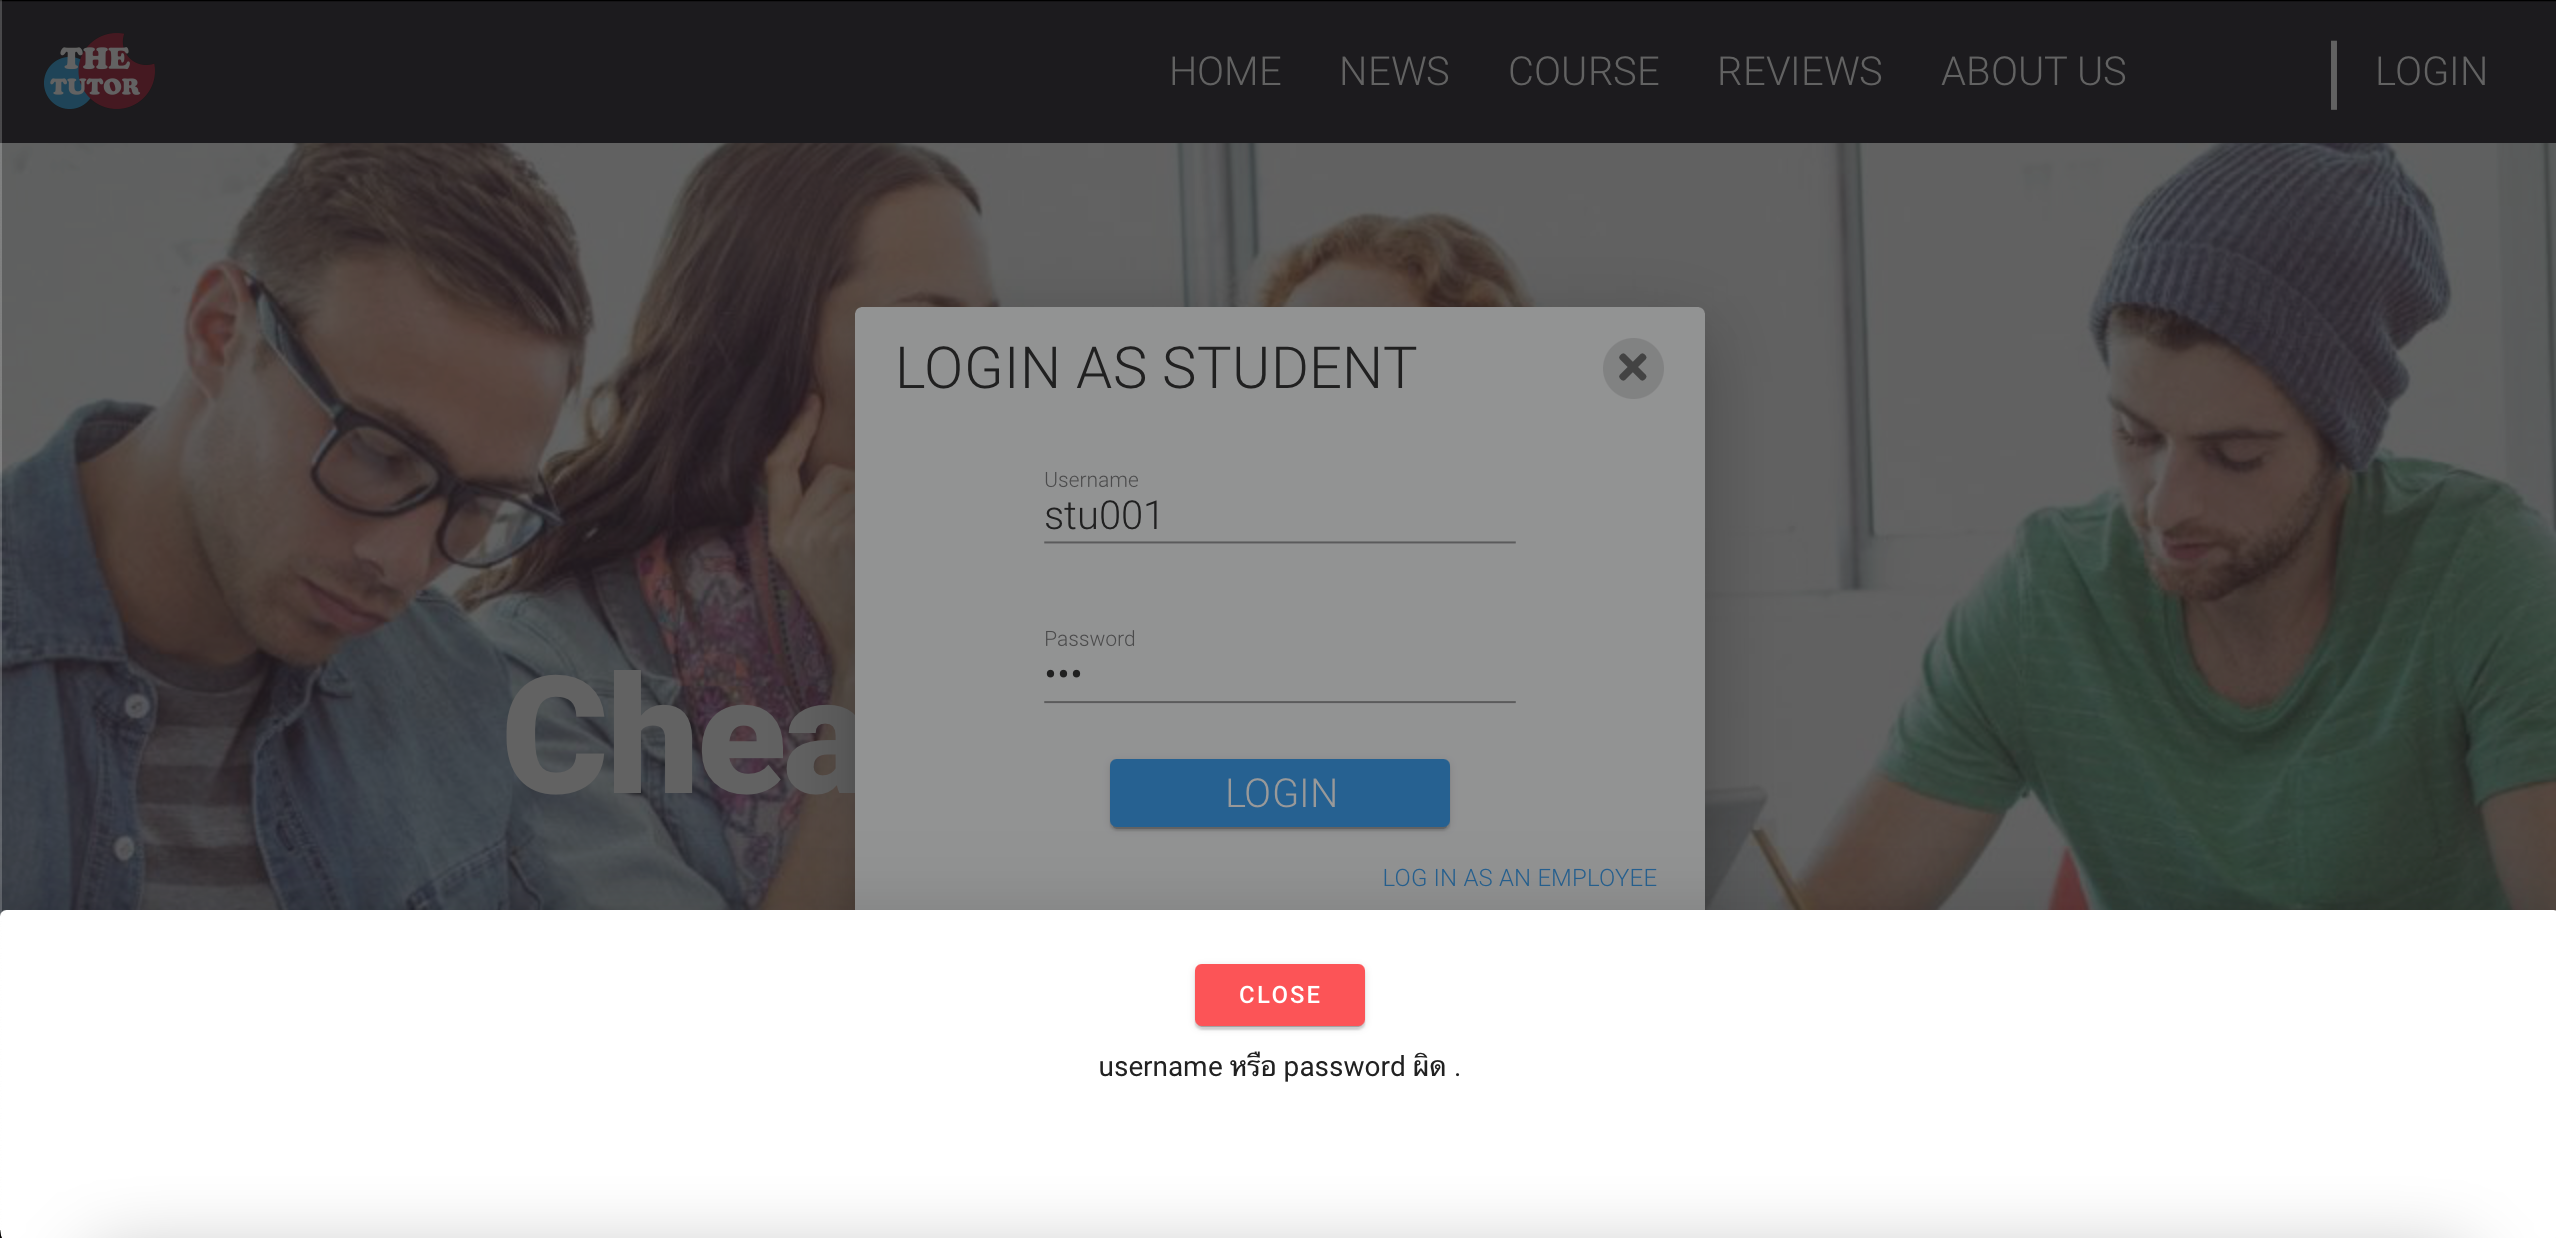 THE
TUTOR
HOME NEWS COURSE REVIEWS ABOUT US LOGIN
LOGIN AS STUDENT
Username
stu001
Password
•••
Chea
LOGIN
LOG IN AS AN EMPLOYEE
CLOSE
username หรือ password ผิด .